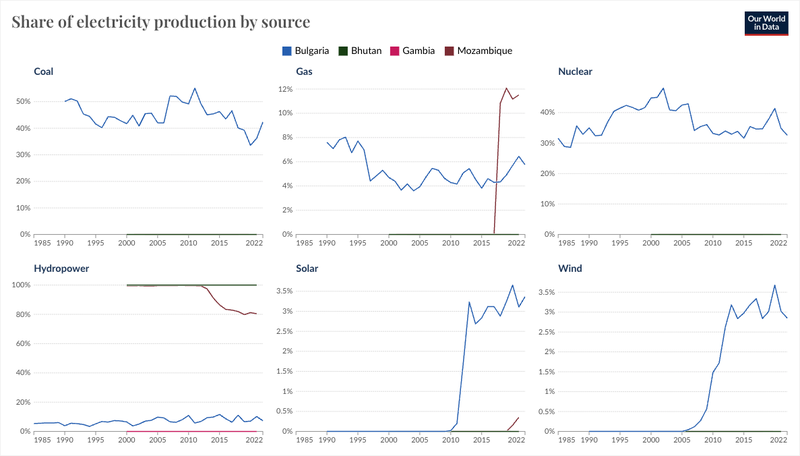 Share of electricity production by source
Our World
in Data
Bulgaria Bhutan Gambia Mozambique
Coal
50%
40%
30%
20%
10%
0%
1985 1990 1995 2000 2005 2010 2015 2022
Gas
12%
10%
8%
6%
4%
2%
0%
1985 1990 1995 2000 2005 2010 2015 2022
Nuclear
40%
30%
20%
10%
0%
1985 1990 1995 2000 2005 2010 2015 2022
Hydropower
100%
80%
60%
40%
20%
0%
1985 1990 1995 2000 2005 2010 2015 2022
Solar
3.5%
3%
2.5%
2%
1.5%
1%
0.5%
0%
1985 1990 1995 2000 2005 2010 2015 2022
Wind
3.5%
3%
2.5%
2%
1.5%
1%
0.5%
0%
1985 1990 1995 2000 2005 2010 2015 2022